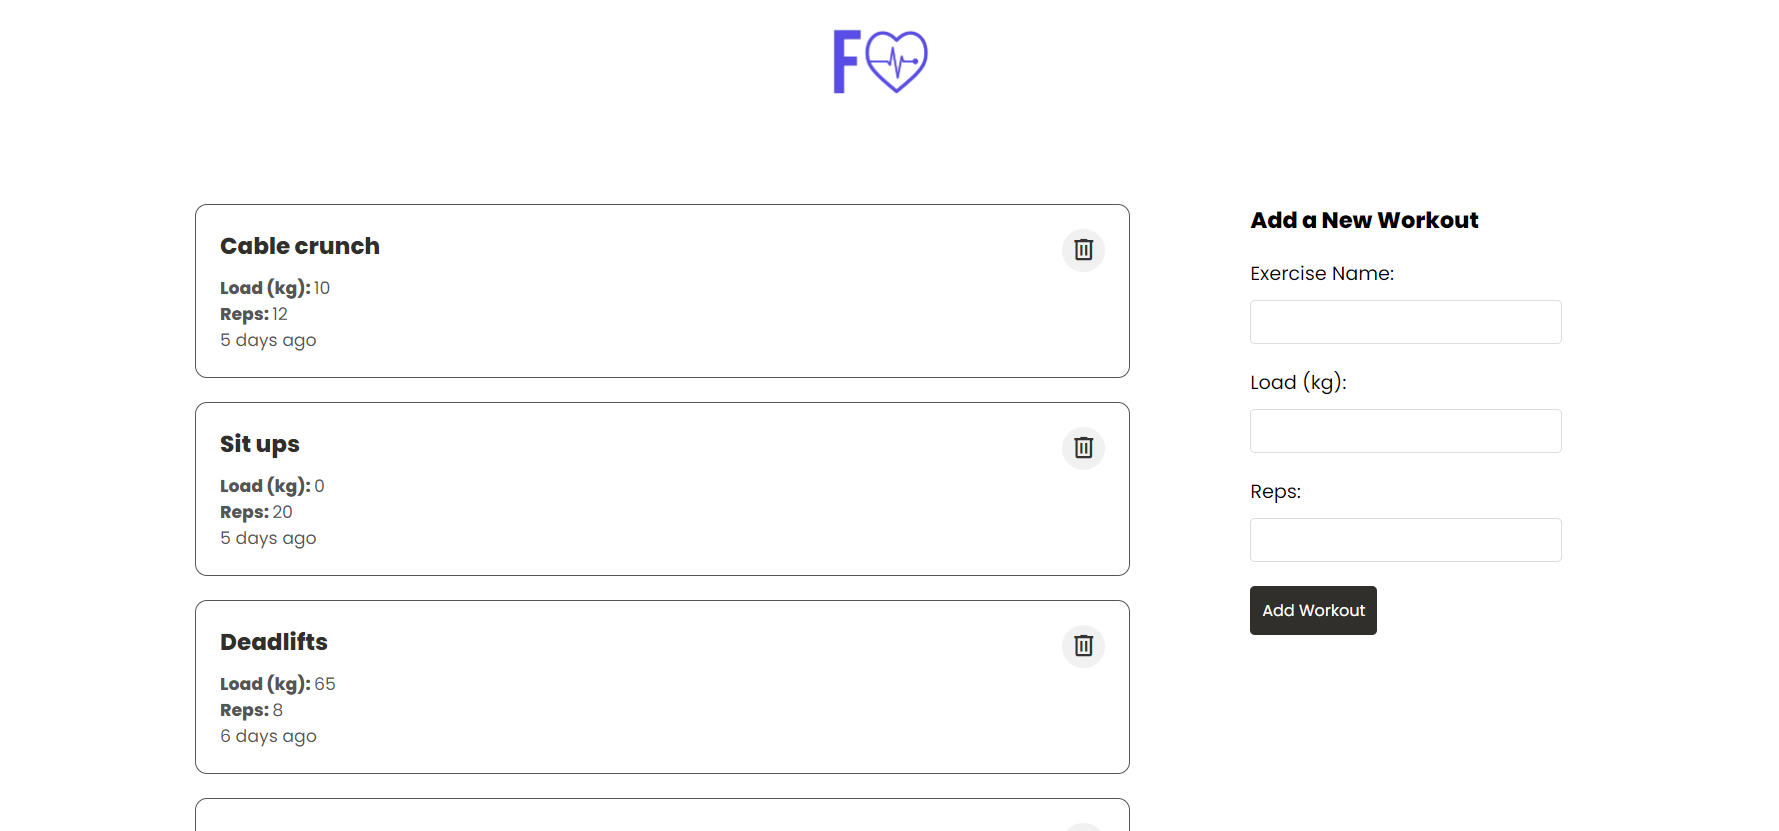 F
Cable crunch
Load (kg): 10
Reps: 12
5 days ago
Sit ups
Load (kg): 0
Reps: 20
5 days ago
Deadlifts
Load (kg): 65
Reps: 8
6 days ago
Add a New Workout
Exercise Name:
Load (kg):
Reps:
Add Workout